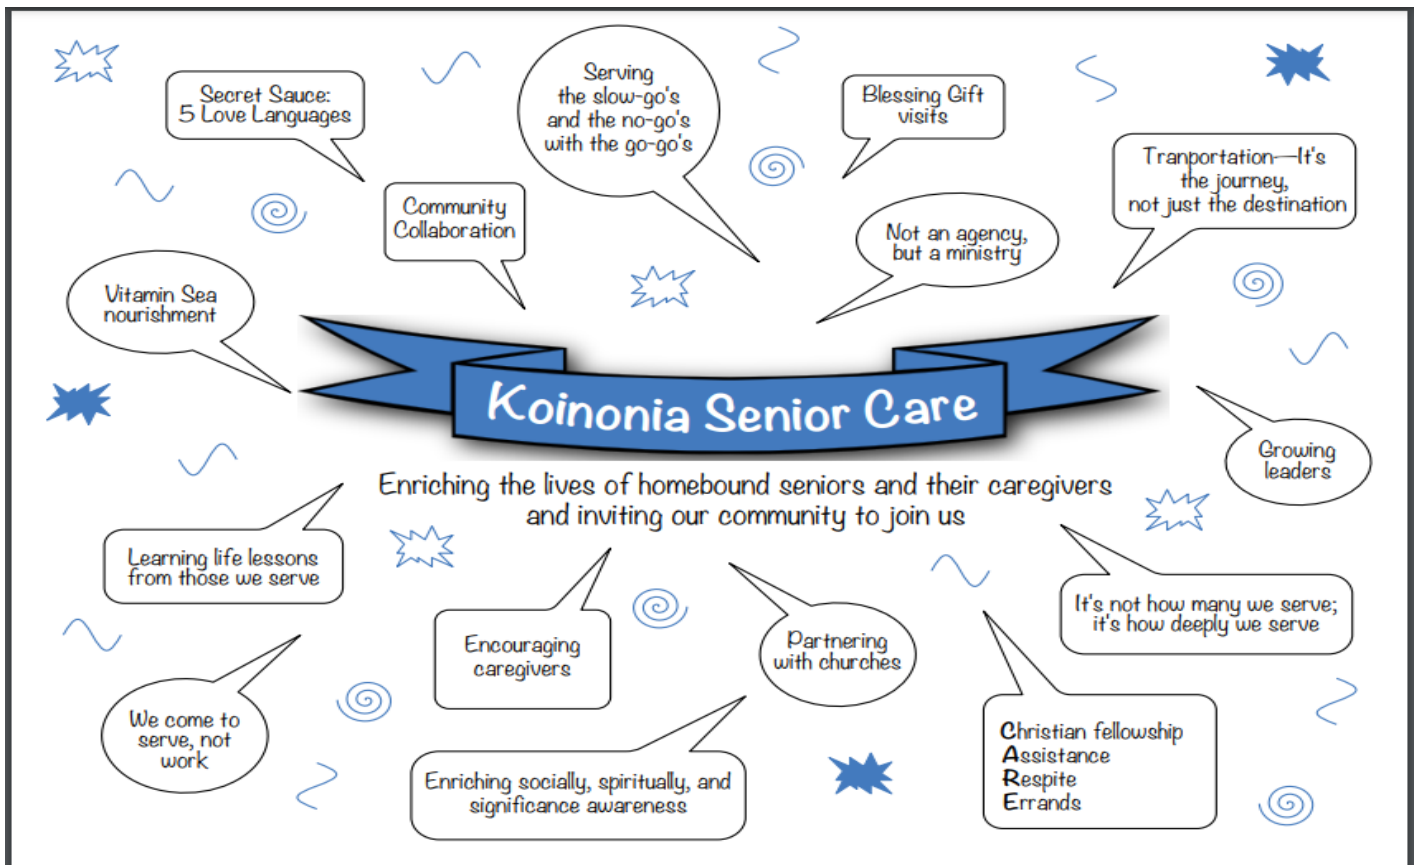 Secret Sauce:
5 Love Languages
Serving
the slow-go's
and the no-go's
with the go-go's
Blessing Gift
visits
Tranportation—It's
the journey,
not just the destination
Community
Collaboration
Not an agency,
but a ministry
Vitamin Sea
nourishment
Koinonia Senior Care
Growing
leaders
Enriching the lives of homebound seniors and their caregivers
and inviting our community to join us
Learning life lessons
from those we serve
It's not how many we serve;
it's how deeply we serve
Encouraging
caregivers
Partnering
with churches
We come to
serve, not
work
Enriching socially, spiritually, and
significance awareness
Christian fellowship
Assistance
Respite
Errands